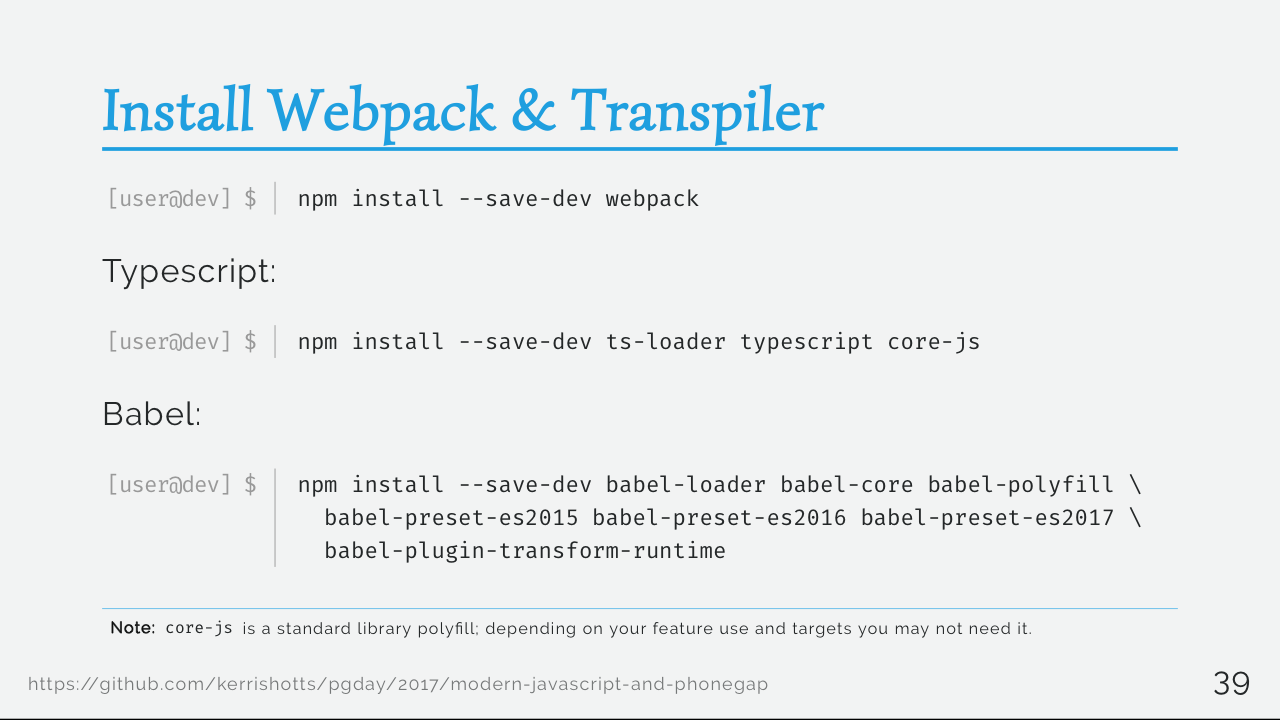 Install Webpack & Transpiler
[user@dev] $ npm install --save-dev webpack
Typescript:
[user@dev] $ npm install --save-dev ts-loader typescript core-js
Babel:
[user@dev] $ npm install --save-dev babel-loader babel-core babel-polyfill \
babel-preset-es2015 babel-preset-es2016 babel-preset-es2017 \
babel-plugin-transform-runtime
Note: core-js is a standard library polyfill; depending on your feature use and targets you may not need it.
https://github.com/kerrishotts/pgday/2017/modern-javascript-and-phonegap
39